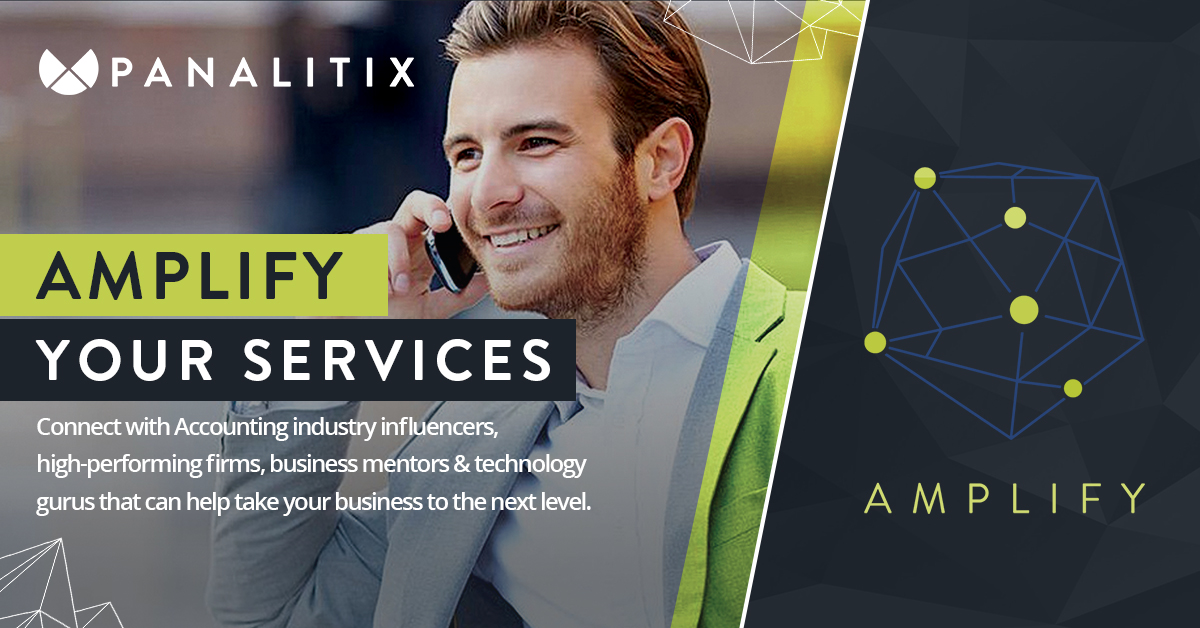 PANALITIX
AMPLIFY
YOUR SERVICES
Connect with Accounting industry influencers,
high-performing firms, business mentors & technology
gurus that can help take your business to the next level.
AMPLIFY